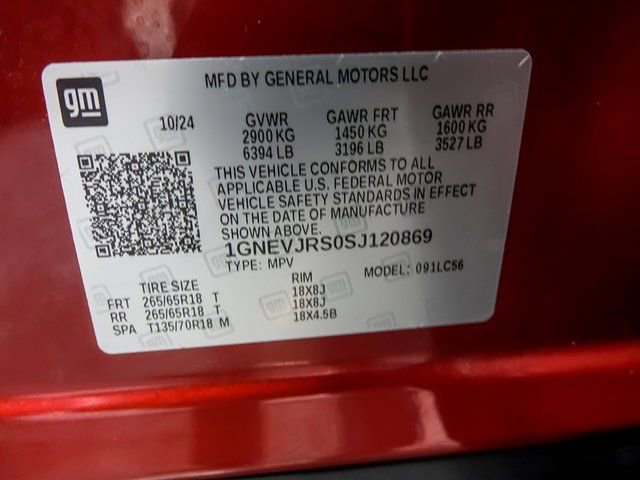 MFD BY GENERAL MOTORS LLC
gm
10/24 GVWR GAWR FRT GAWR RR
2900 KG 1450 KG 1600 KG
6394 LB 3196 LB 3527 LB
THIS VEHICLE CONFORMS TO ALL
APPLICABLE U.S. FEDERAL MOTOR
VEHICLE SAFETY STANDARDS IN EFFECT
ON THE DATE OF MANUFACTURE
SHOWN ABOVE.
1GNEVJRS0SJ120869
TYPE: MPV MODEL: 091LC56
TIRE SIZE RIM
FRT 265/65R18 T 18X8J
RR 265/65R18 T 18X8J
SPA T135/70R18 M 18X4.5B